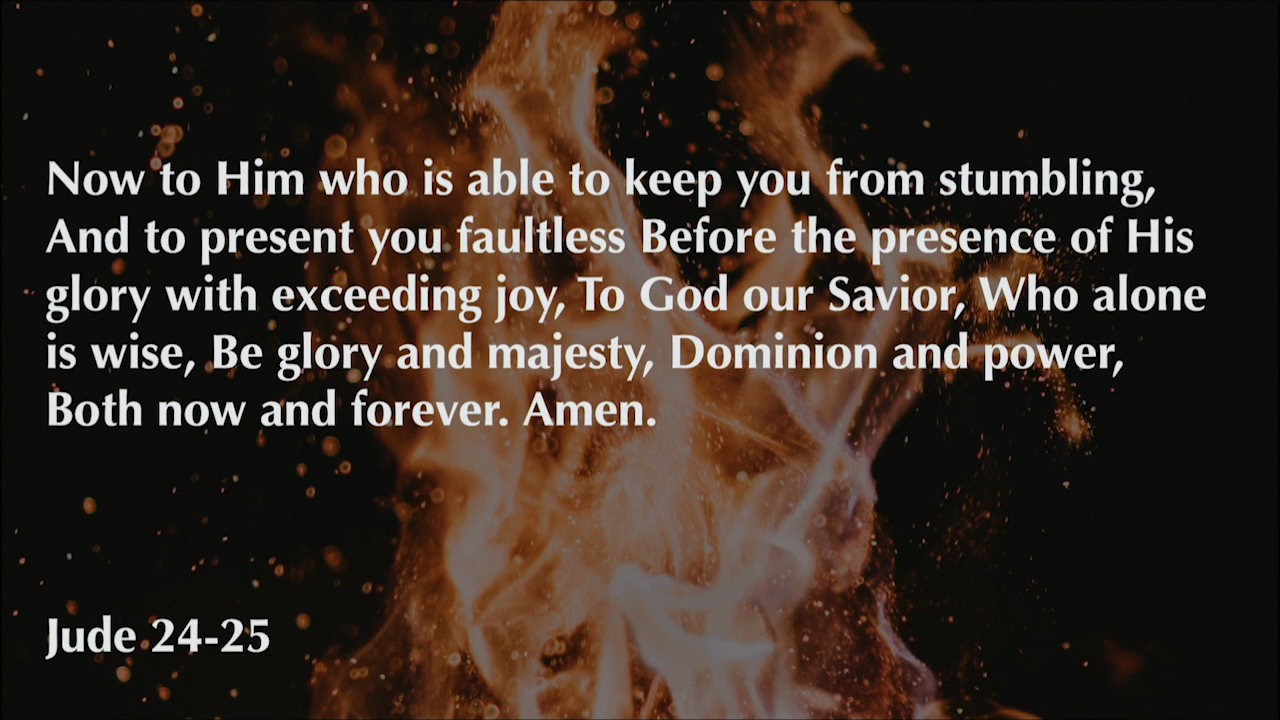 Now to Him who is able to keep you from stumbling,
And to present you faultless Before the presence of His
glory with exceeding joy, To God our Savior, Who alone
is wise, Be glory and majesty, Dominion and power,
Both now and forever. Amen.
Jude 24-25